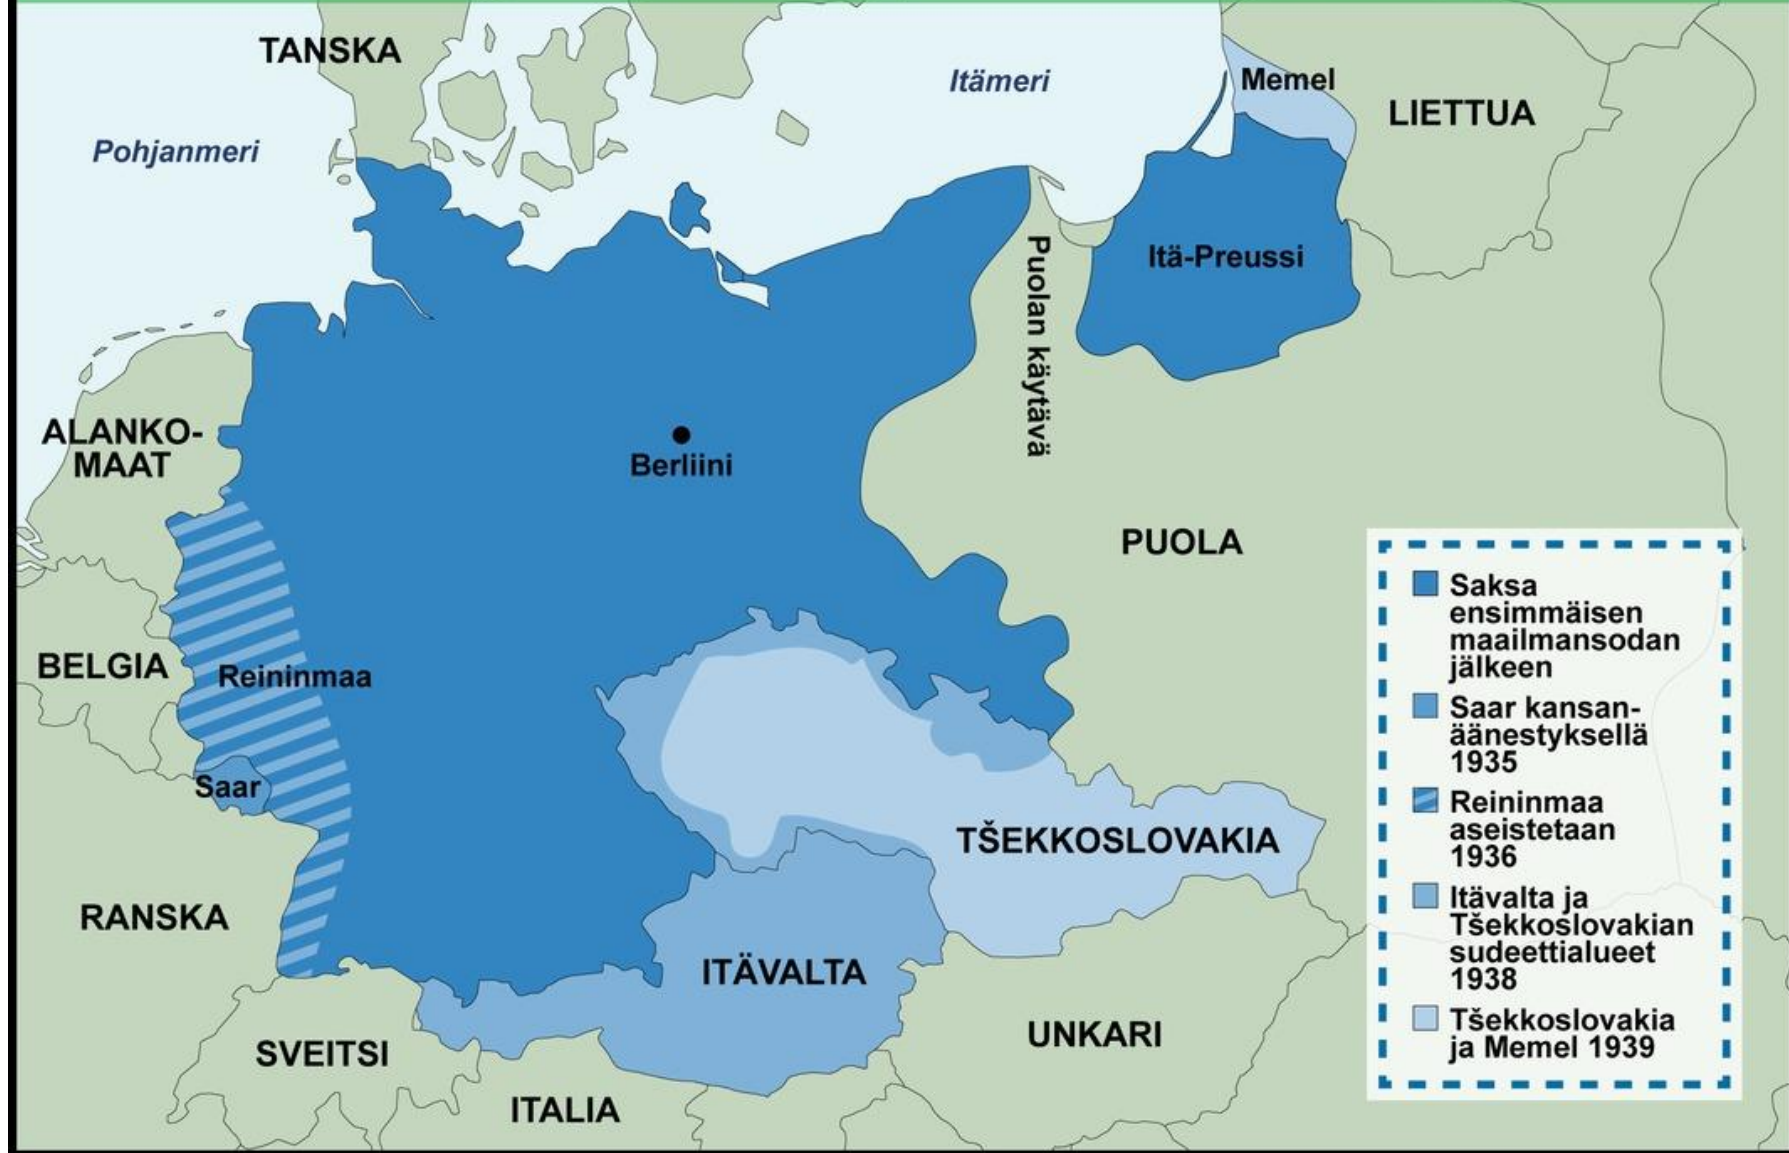 TANSKA
Itämeri
Memel
LIETTUA
Pohjanmeri
Itä-Preussi
Puolan käytävä
ALANKO-
MAAT
Berliini
PUOLA
BELGIA
Reininmaa
Saar
TŠEKKOSLOVAKIA
RANSKA
ITÄVALTA
UNKARI
SVEITSI
ITALIA
Saksa
ensimmäisen
maailmansodan
jälkeen
Saar kansan-
äänestyksellä
1935
Reininmaa
aseistetaan
1936
Itävalta ja
Tšekkoslovakian
sudeettialueet
1938
Tšekkoslovakia
ja Memel 1939